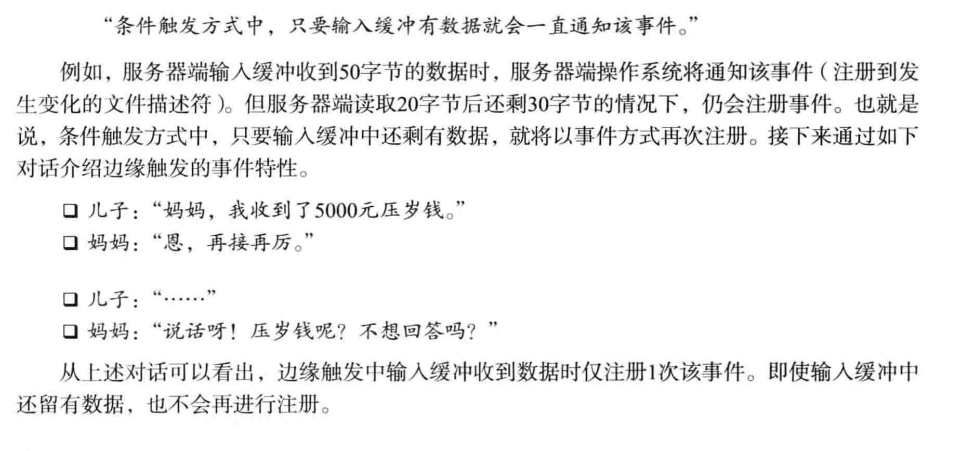 “条件触发方式中，只要输入缓冲有数据就会一直通知该事件。”
例如，服务器端输入缓冲收到50字节的数据时，服务器端操作系统将通知该事件（注册到发
生变化的文件描述符）。但服务器端读取20字节后还剩30字节的情况下，仍会注册事件。也就是
说，条件触发方式中，只要输入缓冲中还剩有数据，就将以事件方式再次注册。接下来通过如下
对话介绍边缘触发的事件特性。
❑ 儿子：“妈妈，我收到了5000元压岁钱。”
❑ 妈妈：“恩，再接再厉。”
❑ 儿子：“……”
❑ 妈妈：“说话呀！压岁钱呢？不想回答吗？”
从上述对话可以看出，边缘触发中输入缓冲收到数据时仅注册1次该事件。即使输入缓冲中
还留有数据，也不会再进行注册。